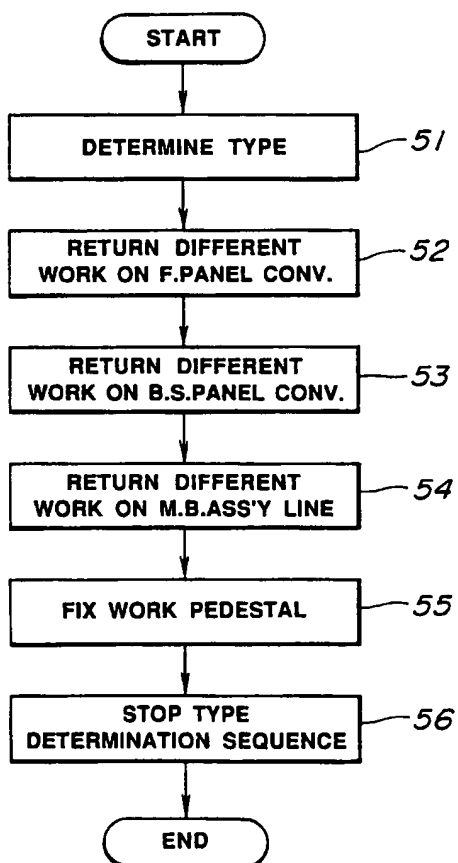 START
DETERMINE TYPE
51
RETURN DIFFERENT
WORK ON F.PANEL CONV.
52
RETURN DIFFERENT
WORK ON B.S.PANEL CONV.
53
RETURN DIFFERENT
WORK ON M.B.ASS'Y LINE
54
FIX WORK PEDESTAL
55
STOP TYPE
DETERMINATION SEQUENCE
56
END